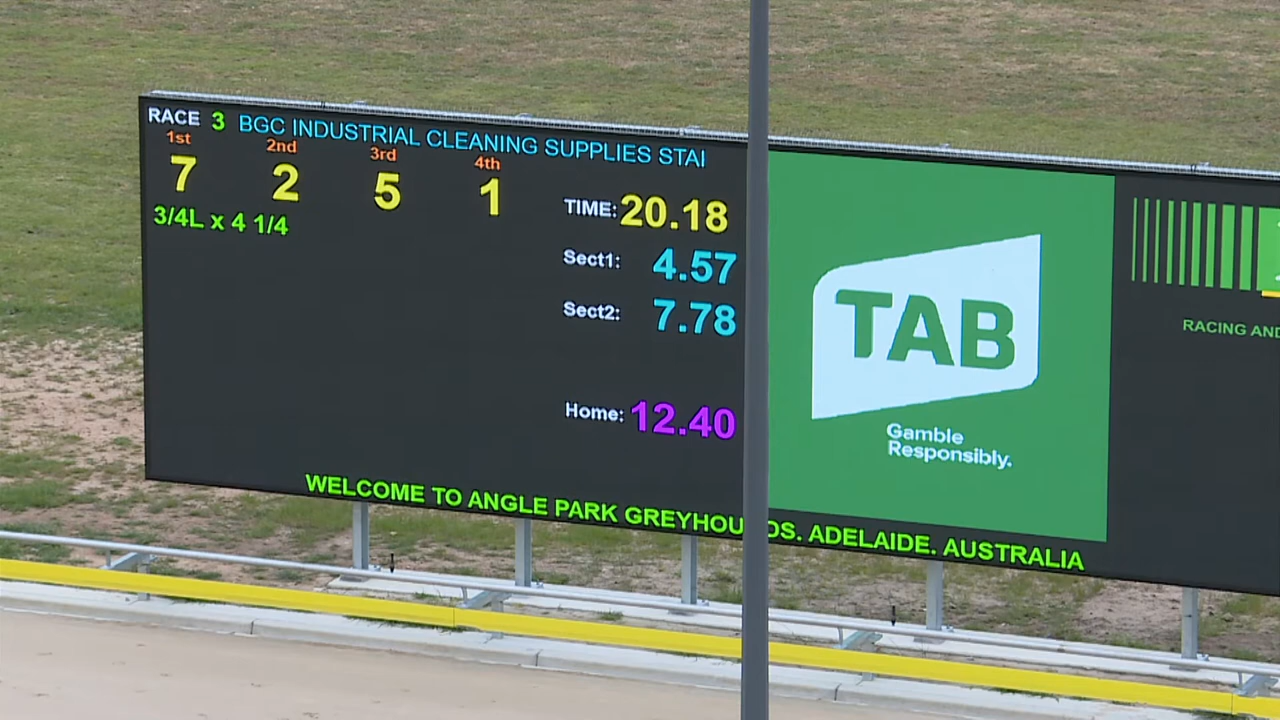 RACE 3 BGC INDUSTRIAL CLEANING SUPPLIES STAI
1st 2nd 3rd 4th
7 2 5 1
3/4L x 4 1/4
TIME: 20.18
Sect1: 4.57
Sect2: 7.78
Home: 12.40
TAB
Gamble
Responsibly.
RACING AND
WELCOME TO ANGLE PARK GREYHOUNDS. ADELAIDE. AUSTRALIA